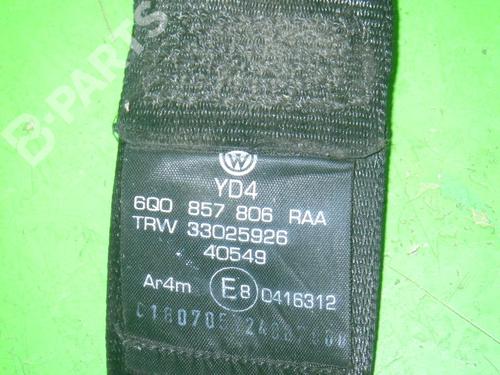 B-PARTS
YD4
6Q0 857 806 RAA
TRW 33025926
40549
Ar4m E8 0416312